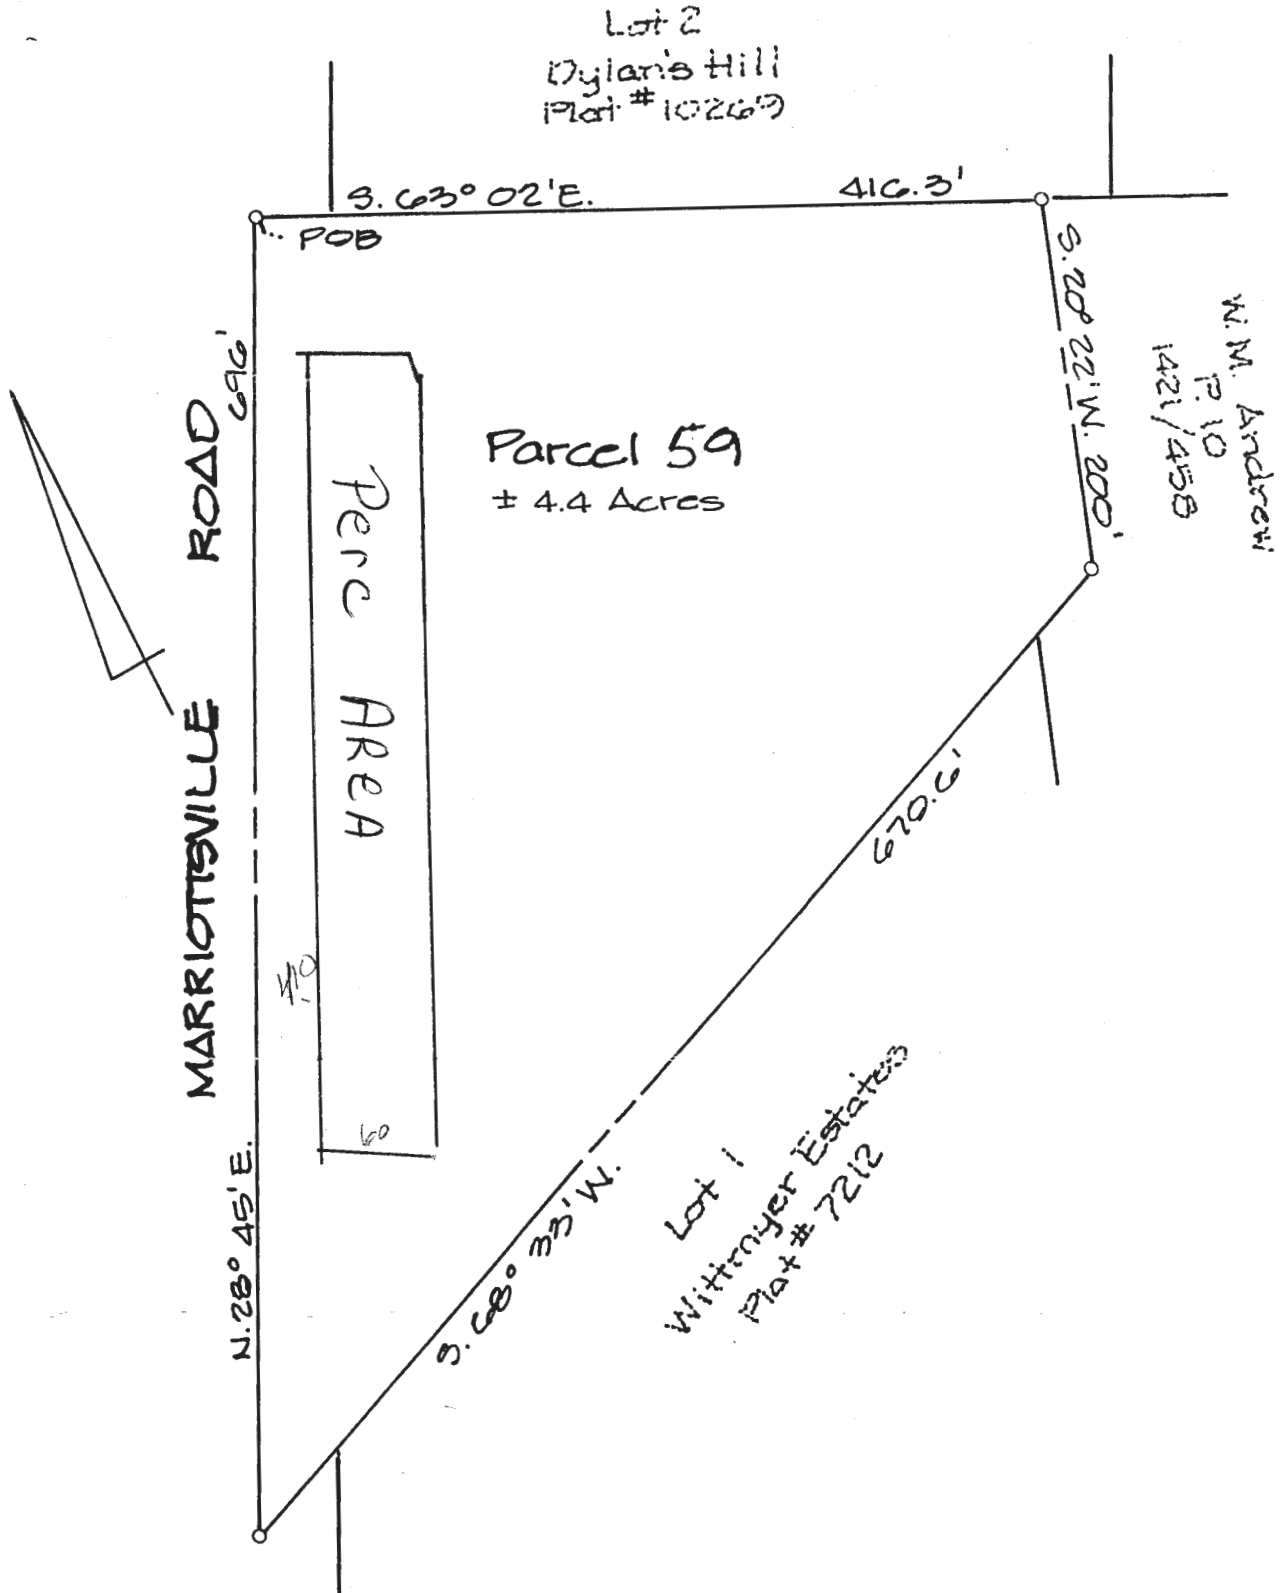 Lot 2
Dylan's Hill
Plat # 10269
S. 63° 02' E. 416.3'
POB
S. 20° 22' W. 200'
W. M. Andrew
P. 10
1421/458
696'
MARRIOTTSVILLE ROAD
N. 28° 45' E.
Parcel 59
± 4.4 Acres
Perc AReA
410
60
670.6'
S. 68° 33' W.
Lot 1
Wittmyer Estates
Plat # 7212